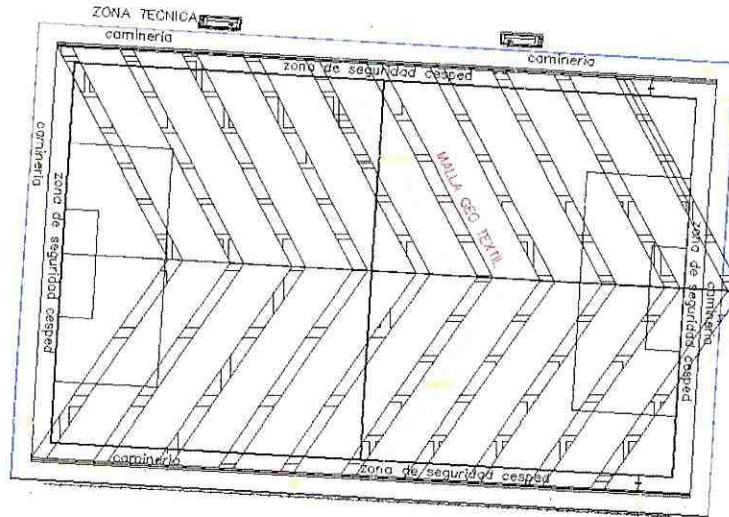 ZONA TECNICA
camineria
camineria
zona de seguridad cesped
camineria
zona de seguridad cesped
MALLA GEO TEXTIL
zona de seguridad cesped
camineria
camineria
zona de seguridad cesped